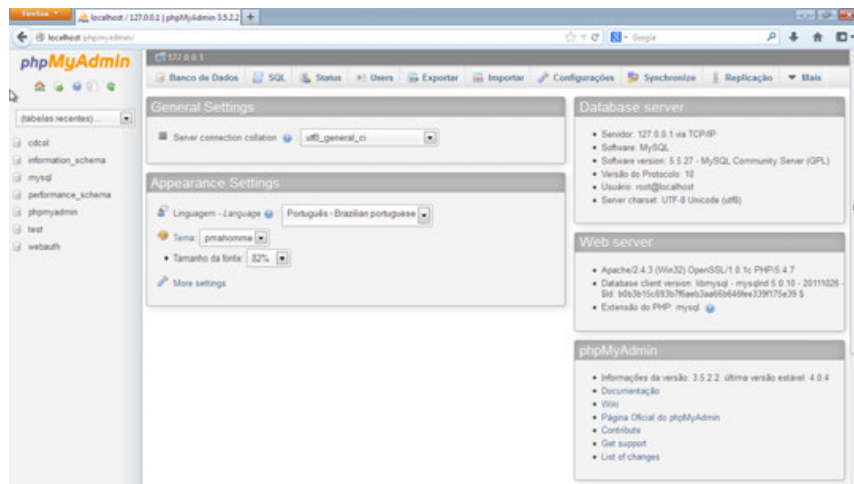 Firefox
localhost / 127.0.0.1 | phpMyAdmin 3.5.2.2
localhost/phpmyadmin/
Google
phpMyAdmin
(tabelas recentes) ...
cdcol
information_schema
mysql
performance_schema
phpmyadmin
test
webauth
127.0.0.1
Banco de Dados
SQL
Status
Users
Exportar
Importar
Configurações
Synchronize
Replicação
Mais
General Settings
Server connection collation
utf8_general_ci
Appearance Settings
Linguagem - Language
Português - Brazilian portuguese
Tema: pmahomme
Tamanho da fonte: 82%
More settings
Database server
Servidor: 127.0.0.1 via TCP/IP
Software: MySQL
Software version: 5.5.27 - MySQL Community Server (GPL)
Versão do Protocolo: 10
Usuário: root@localhost
Server charset: UTF-8 Unicode (utf8)
Web server
Apache/2.4.3 (Win32) OpenSSL/1.0.1c PHP/5.4.7
Database client version: libmysql - mysqlnd 5.0.10 - 20111026 -
$Id:
Extensão do PHP: mysql
phpMyAdmin
Informações da versão: 3.5.2.2, última versão estável: 4.0.4
Documentação
Wiki
Página Oficial do phpMyAdmin
Contribute
Get support
List of changes